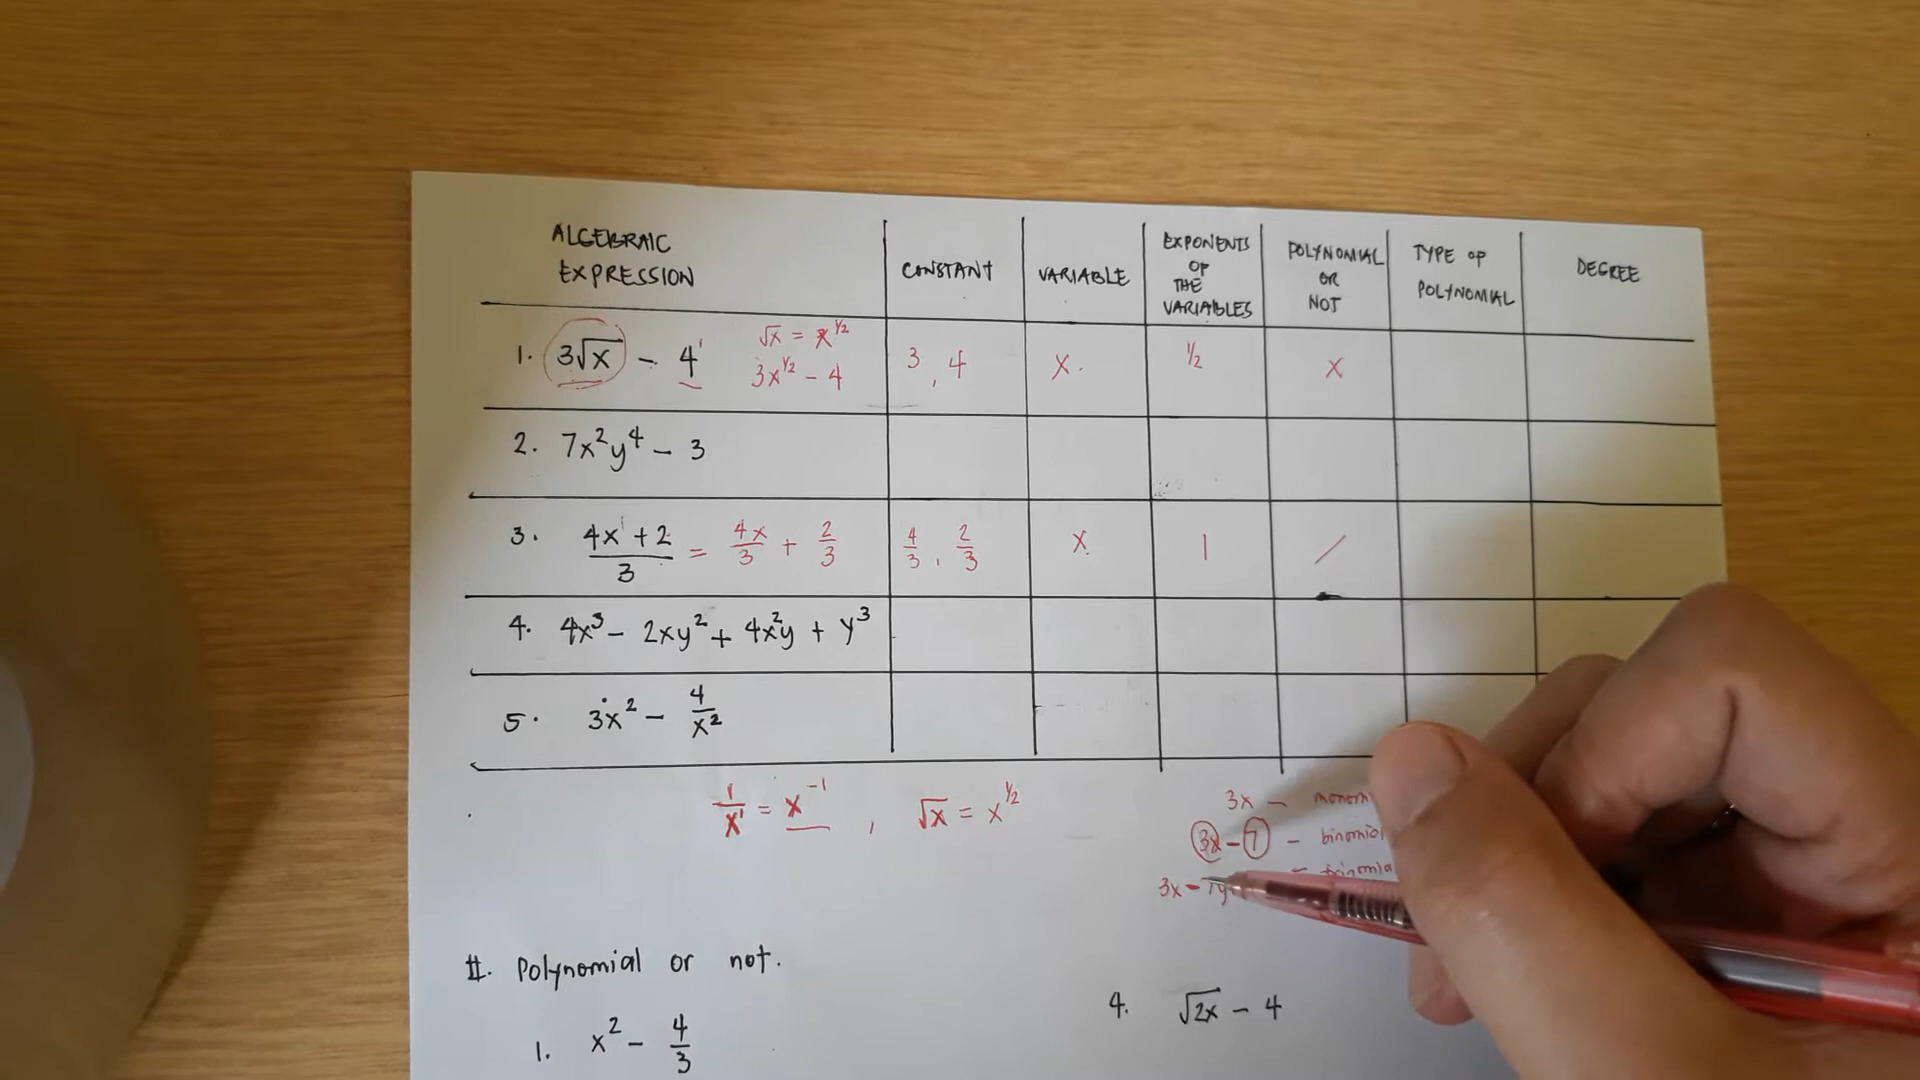 ALGEBRAIC EXPRESSION
CONSTANT
VARIABLE
EXPONENTS OF THE VARIABLES
POLYNOMIAL OR NOT
TYPE OF POLYNOMIAL
DEGREE
1. 3√x - 4 √x = x^1/2
3x^1/2 - 4
3, 4
x.
1/2
x
2. 7x²y⁴ - 3
3. (4x¹ + 2)/3 = 4x/3 + 2/3
4/3, 2/3
x
1
/
4. 4x³ - 2xy² + 4x²y + y³
5. 3x² - 4/x²
1/x¹ = x⁻¹, √x = x^1/2
3x -
3x - 7 - binomial
3x -
II. Polynomial or not.
1. x² - 4/3
4. √2x - 4